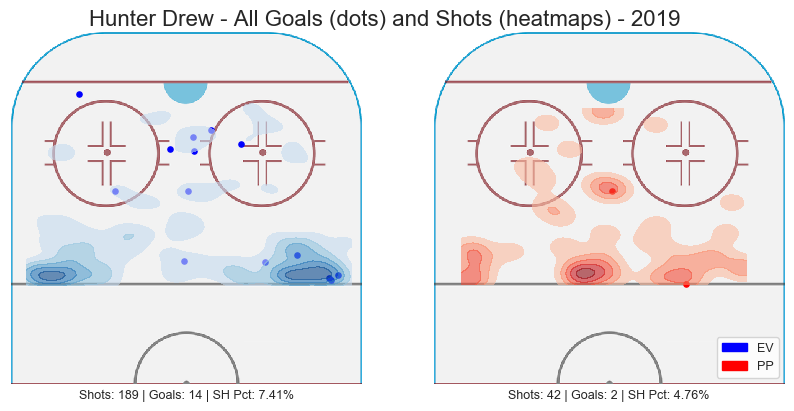 Hunter Drew - All Goals (dots) and Shots (heatmaps) - 2019
EV
PP
Shots: 189 | Goals: 14 | SH Pct: 7.41%
Shots: 42 | Goals: 2 | SH Pct: 4.76%